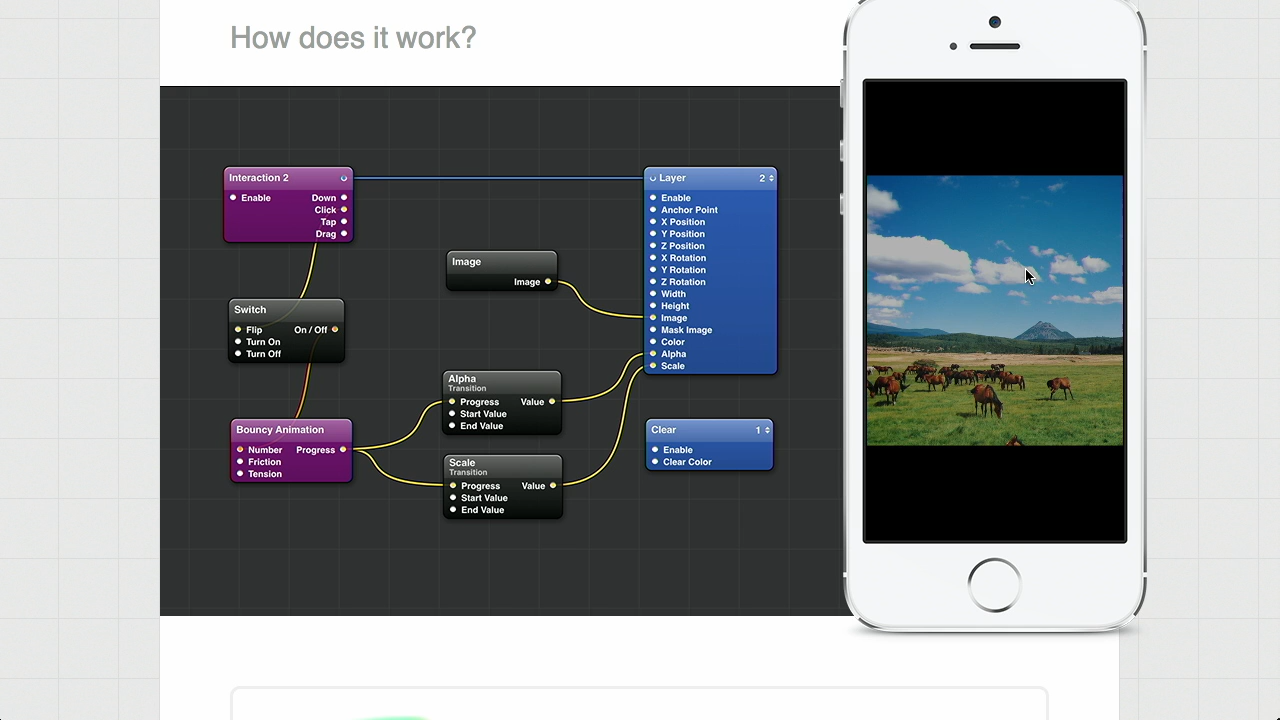 How does it work?
Interaction 2
Enable Down
Click
Tap
Drag
Switch
Flip On / Off
Turn On
Turn Off
Bouncy Animation
Number Progress
Friction
Tension
Image
Image
Alpha
Transition
Progress Value
Start Value
End Value
Scale
Transition
Progress Value
Start Value
End Value
Layer 2
Enable
Anchor Point
X Position
Y Position
Z Position
X Rotation
Y Rotation
Z Rotation
Width
Height
Image
Mask Image
Color
Alpha
Scale
Clear 1
Enable
Clear Color